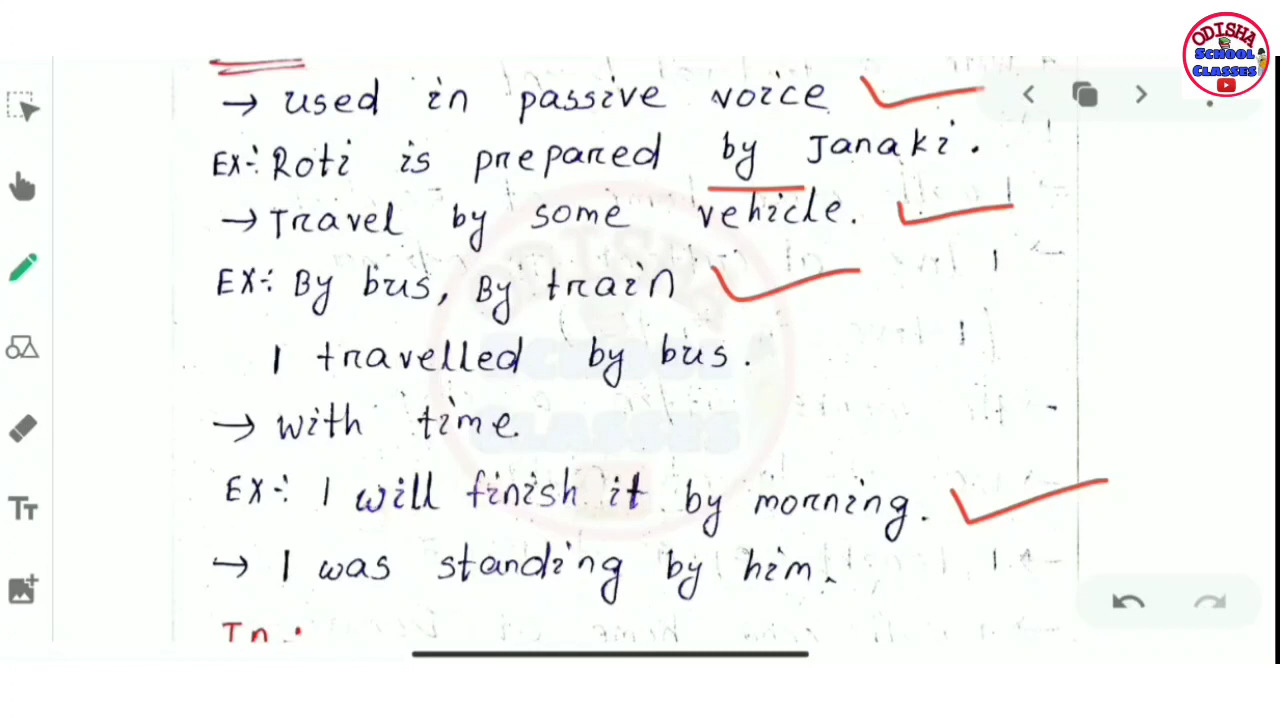 ODISHA
SCHOOL
CLASSES
→ used in passive voice
EX:- Roti is prepared by Janaki.
→ Travel by some vehicle.
EX:- By bus, By train
I travelled by bus.
→ with time
EX:- I will finish it by morning.
→ I was standing by him.
In: